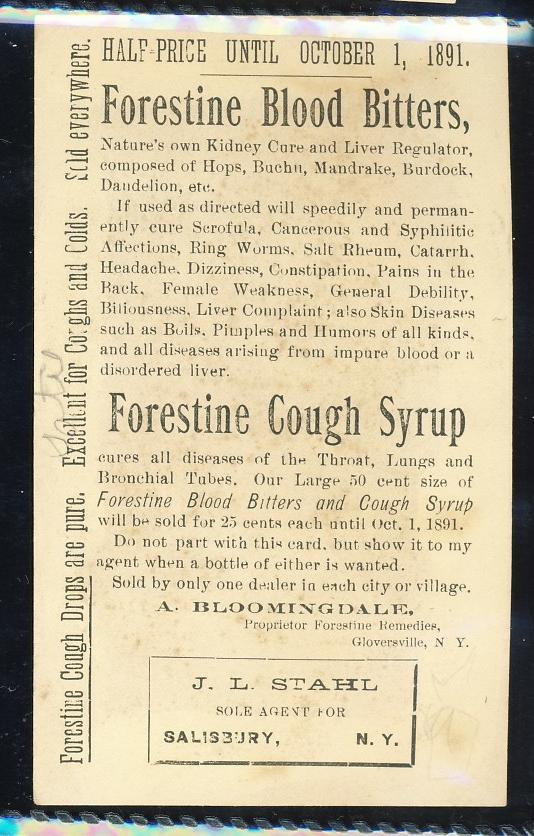 HALF-PRICE UNTIL OCTOBER 1, 1891.
Forestine Blood Bitters,
Nature's own Kidney Cure and Liver Regulator,
composed of Hops, Buchu, Mandrake, Burdock,
Dandelion, etc.
If used as directed will speedily and perman-
ently cure Scrofula, Cancerous and Syphilitic
Affections, Ring Worms, Salt Rheum, Catarrh,
Headache, Dizziness, Constipation, Pains in the
Back, Female Weakness, General Debility,
Biliousness, Liver Complaint; also Skin Diseases
such as Boils, Pimples and Humors of all kinds,
and all diseases arising from impure blood or a
disordered liver.
Forestine Cough Syrup
cures all diseases of the Throat, Lungs and
Bronchial Tubes. Our Large 50 cent size of
Forestine Blood Bitters and Cough Syrup
will be sold for 25 cents each until Oct. 1, 1891.
Do not part with this card, but show it to my
agent when a bottle of either is wanted.
Sold by only one dealer in each city or village.
A. BLOOMINGDALE,
Proprietor Forestine Remedies,
Gloversville, N Y.
J. L. STAHL
SOLE AGENT FOR
SALISBURY, N. Y.
Forestine Cough Drops are pure. Excellent for Coughs and Colds. Sold everywhere.